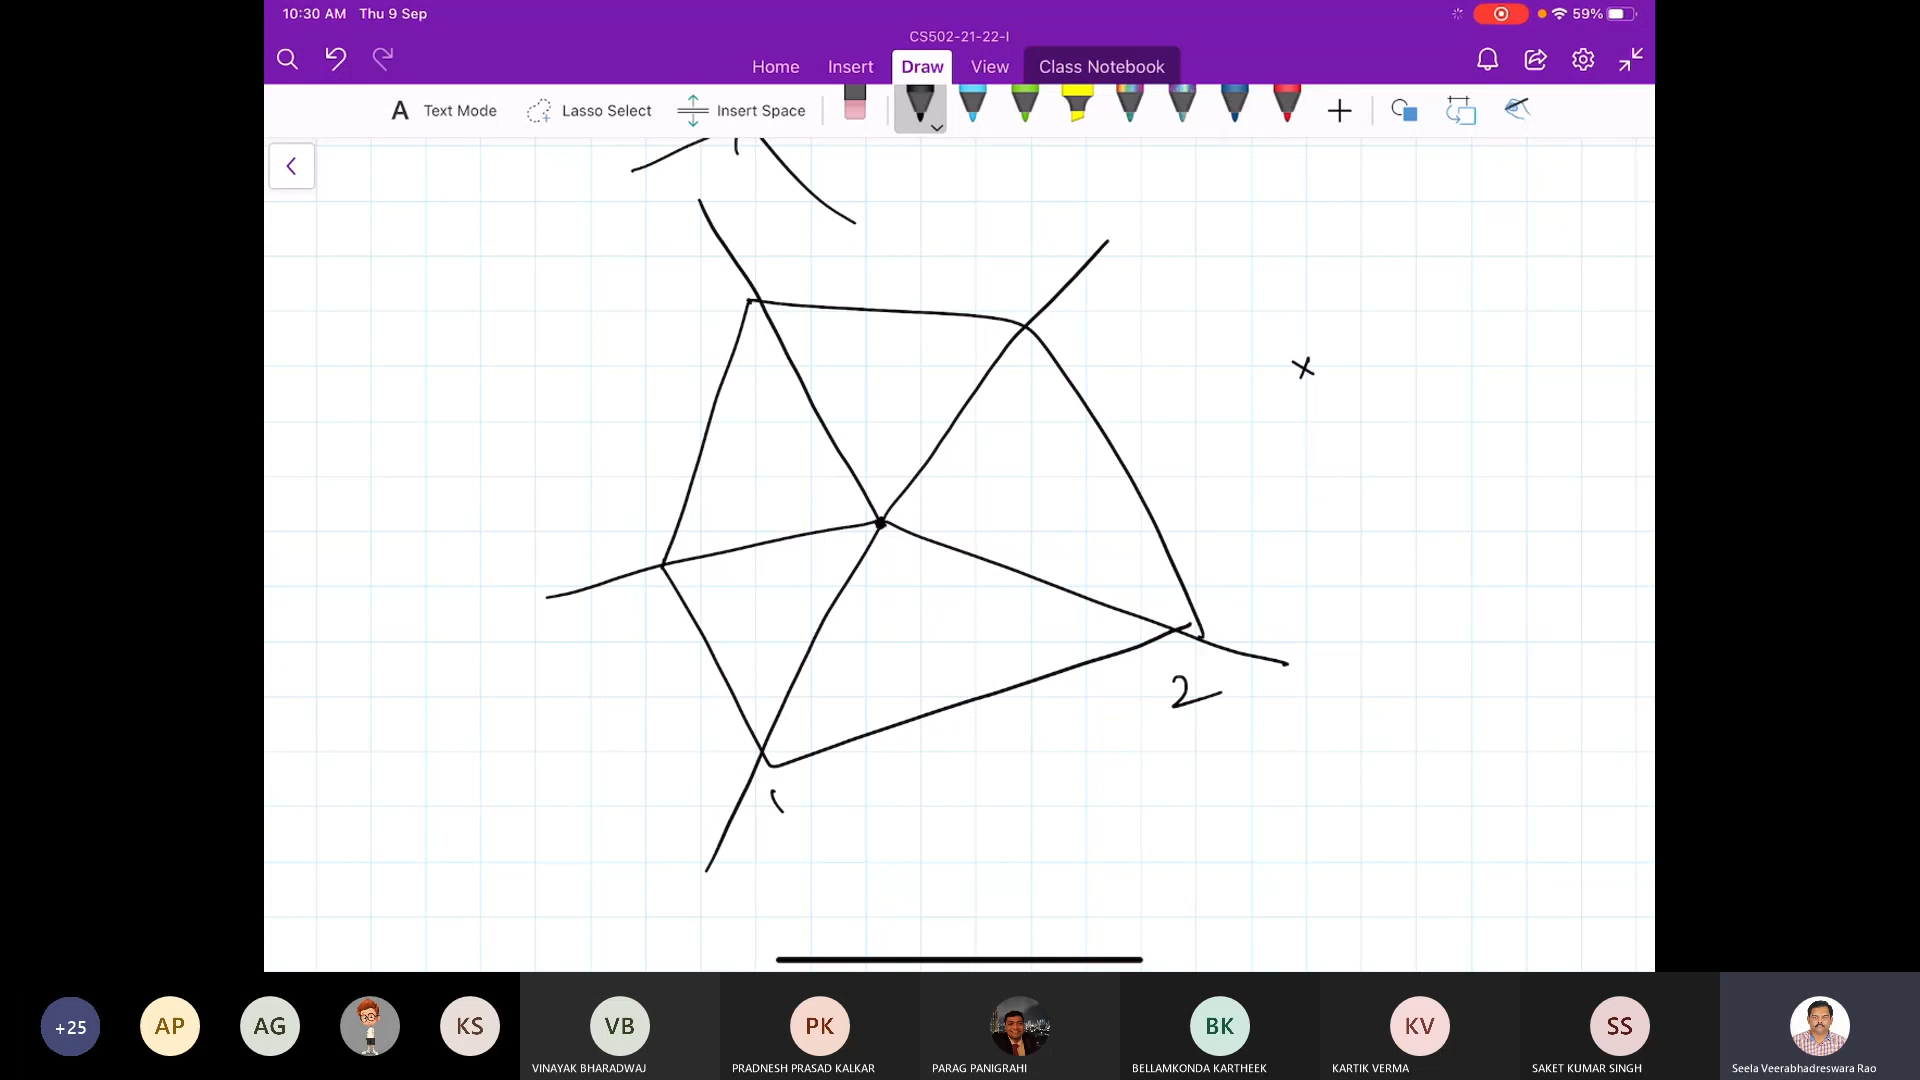 10:30 AM Thu 9 Sep
59%
CS502-21-22-I
Home Insert Draw View Class Notebook
A Text Mode Lasso Select Insert Space
x
2
1
+25 AP AG KS VB PK BK KV SS
VINAYAK BHARADWAJ PRADNESH PRASAD KALKAR PARAG PANIGRAHI BELLAMKONDA KARTHEEK KARTIK VERMA SAKET KUMAR SINGH Seela Veerabhadreswara Rao